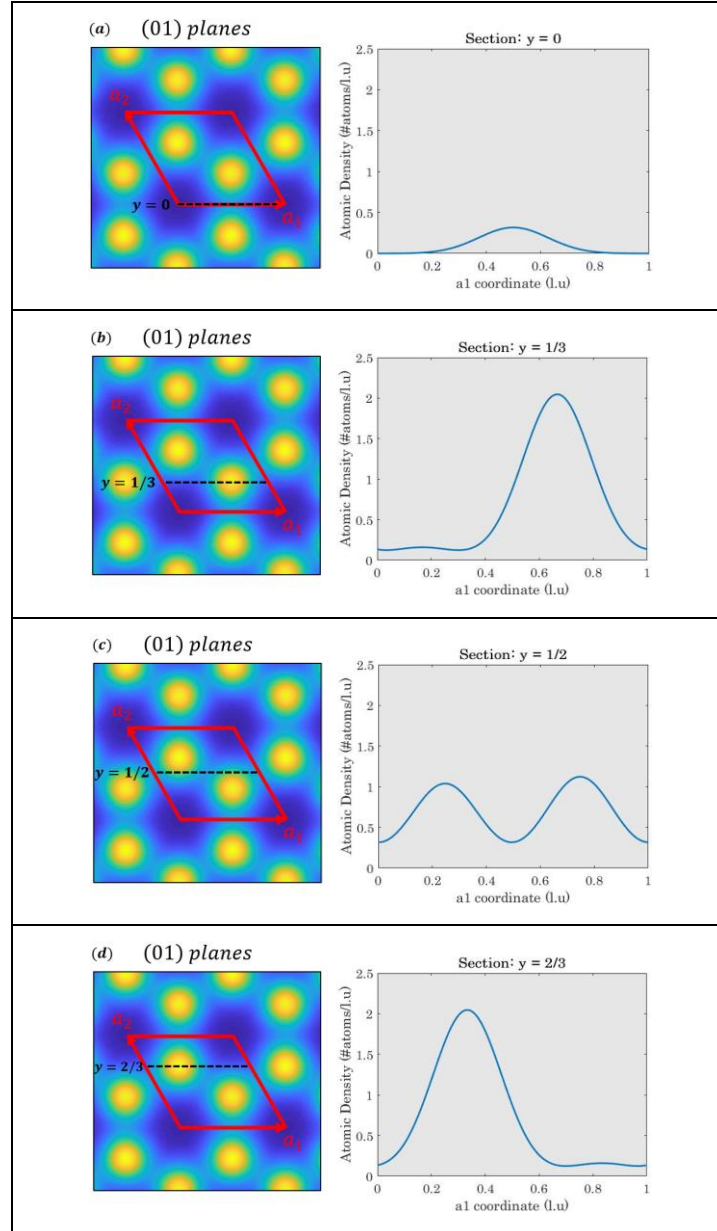 (a) (01) planes
a₂
y = 0
a₁
Section: y = 0
Atomic Density (#atoms/l.u)
2.5
2
1.5
1
0.5
0
0 0.2 0.4 0.6 0.8 1
a1 coordinate (l.u)
(b) (01) planes
a₂
y = 1/3
a₁
Section: y = 1/3
Atomic Density (#atoms/l.u)
2.5
2
1.5
1
0.5
0
0 0.2 0.4 0.6 0.8 1
a1 coordinate (l.u)
(c) (01) planes
a₂
y = 1/2
a₁
Section: y = 1/2
Atomic Density (#atoms/l.u)
2.5
2
1.5
1
0.5
0
0 0.2 0.4 0.6 0.8 1
a1 coordinate (l.u)
(d) (01) planes
a₂
y = 2/3
a₁
Section: y = 2/3
Atomic Density (#atoms/l.u)
2.5
2
1.5
1
0.5
0
0 0.2 0.4 0.6 0.8 1
a1 coordinate (l.u)